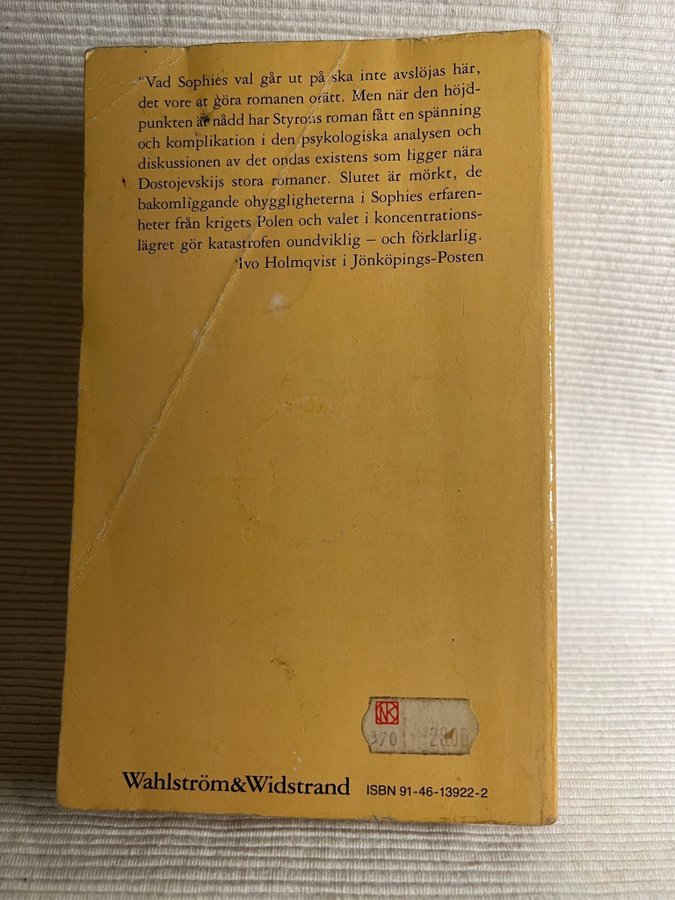 "Vad Sophies val går ut på ska inte avslöjas här,
det vore at göra romanen orätt. Men när den höjd-
punkten är nådd har Styrons roman fått en spänning
och komplikation i den psykologiska analysen och
diskussionen av det ondas existens som ligger nära
Dostojevskijs stora romaner. Slutet är mörkt, de
bakomliggande ohyggligheterna i Sophies erfaren-
heter från krigets Polen och valet i koncentrations-
lägret gör katastrofen oundviklig – och förklarlig.
Ivo Holmqvist i Jönköpings-Posten
NK
370
Wahlström&Widstrand ISBN 91-46-13922-2